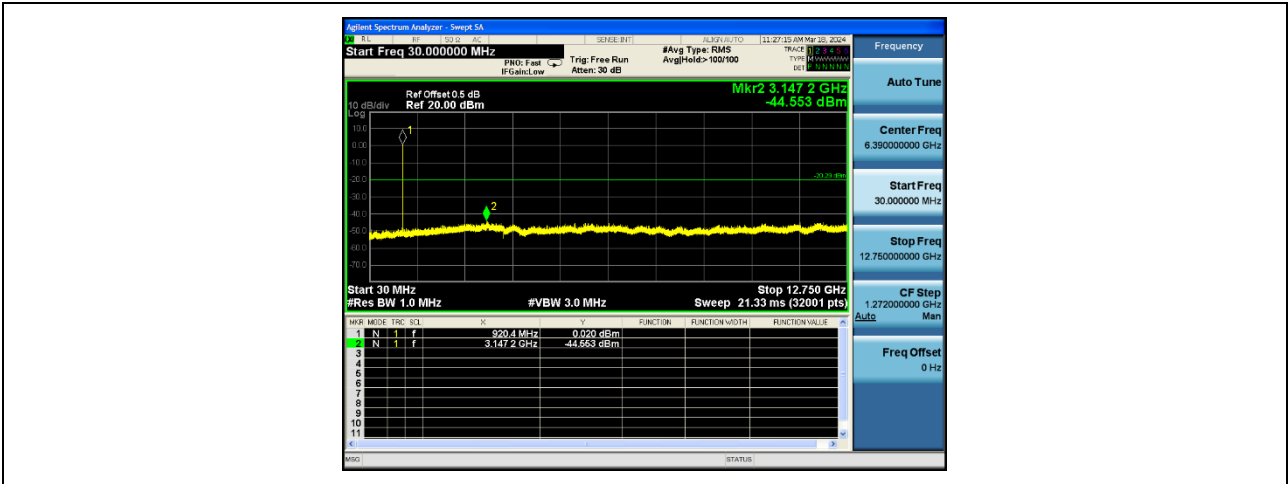 Agilent Spectrum Analyzer - Swept SA
RL RF 50 Ω AC SENSE:INT ALIGN AUTO 11:27:15 AM Mar 18, 2024
Start Freq 30.000000 MHz
PNO: Fast
IFGain:Low
Trig: Free Run
Atten: 30 dB
#Avg Type: RMS
Avg|Hold:>100/100
TRACE 1 2 3 4 5 6
TYPE M
DET P N N N N N
Ref Offset 0.5 dB
10 dB/div Ref 20.00 dBm
Log
Mkr2 3.147 2 GHz
-44.553 dBm
10.0
0.00
-10.0
-20.0
-30.0
-40.0
-50.0
-60.0
-70.0
1
2
-20.29 dBm
Start 30 MHz Stop 12.750 GHz
#Res BW 1.0 MHz #VBW 3.0 MHz Sweep 21.33 ms (32001 pts)
MKR MODE TRC SCL X Y FUNCTION FUNCTION WIDTH FUNCTION VALUE
1 N 1 f 920.4 MHz 0.020 dBm
2 N 1 f 3.147 2 GHz -44.553 dBm
3
4
5
6
7
8
9
10
11
MSG STATUS
Frequency
Auto Tune
Center Freq
6.390000000 GHz
Start Freq
30.000000 MHz
Stop Freq
12.750000000 GHz
CF Step
1.272000000 GHz
Auto Man
Freq Offset
0 Hz